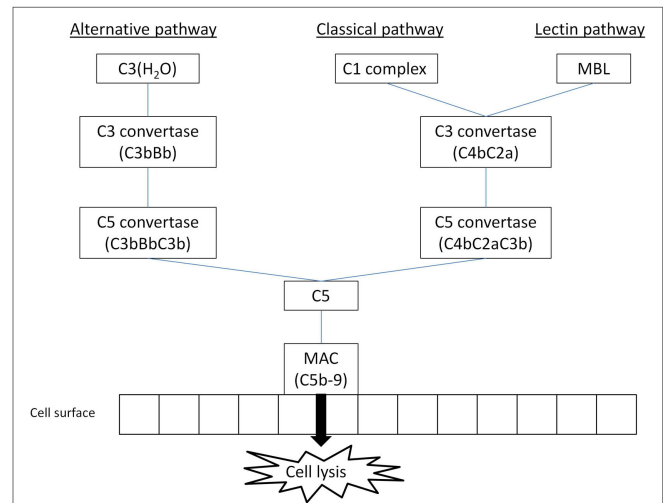 Alternative pathway
Classical pathway
Lectin pathway
C3(H₂O)
C1 complex
MBL
C3 convertase
(C3bBb)
C3 convertase
(C4bC2a)
C5 convertase
(C3bBbC3b)
C5 convertase
(C4bC2aC3b)
C5
MAC
(C5b-9)
Cell surface
Cell lysis